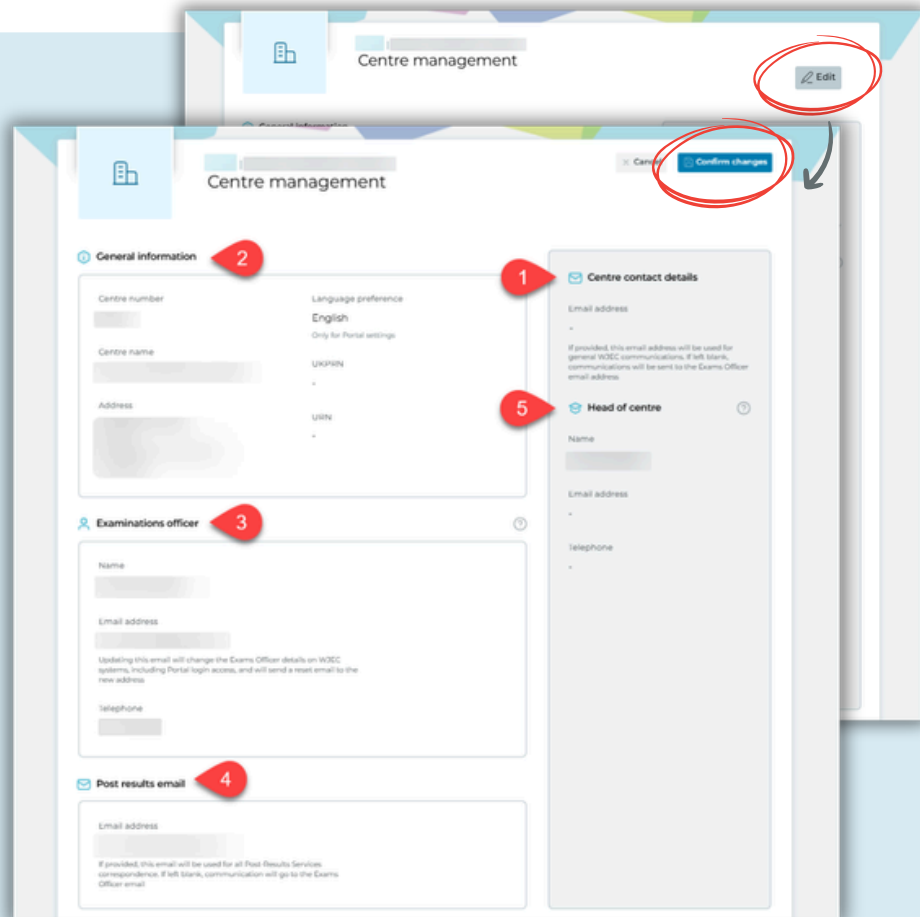 Centre management
Edit
General information
Centre management
Cancel
Confirm changes
General information
2
Centre number
Language preference
English
Only for Portal settings
Centre name
UKPRN
-
Address
URN
-
1
Centre contact details
Email address
-
If provided, this email address will be used for
general WJEC communications. If left blank,
communications will be sent to the Exams Officer
email address
5
Head of centre
?
Name
Email address
-
Telephone
-
Examinations officer
3
?
Name
Email address
Updating this email will change the Exams Officer details on WJEC
systems, including Portal login access, and will send a reset email to the
new address
Telephone
Post results email
4
Email address
If provided, this email will be used for all Post-Results Services
correspondence. If left blank, communication will go to the Exams
Officer email